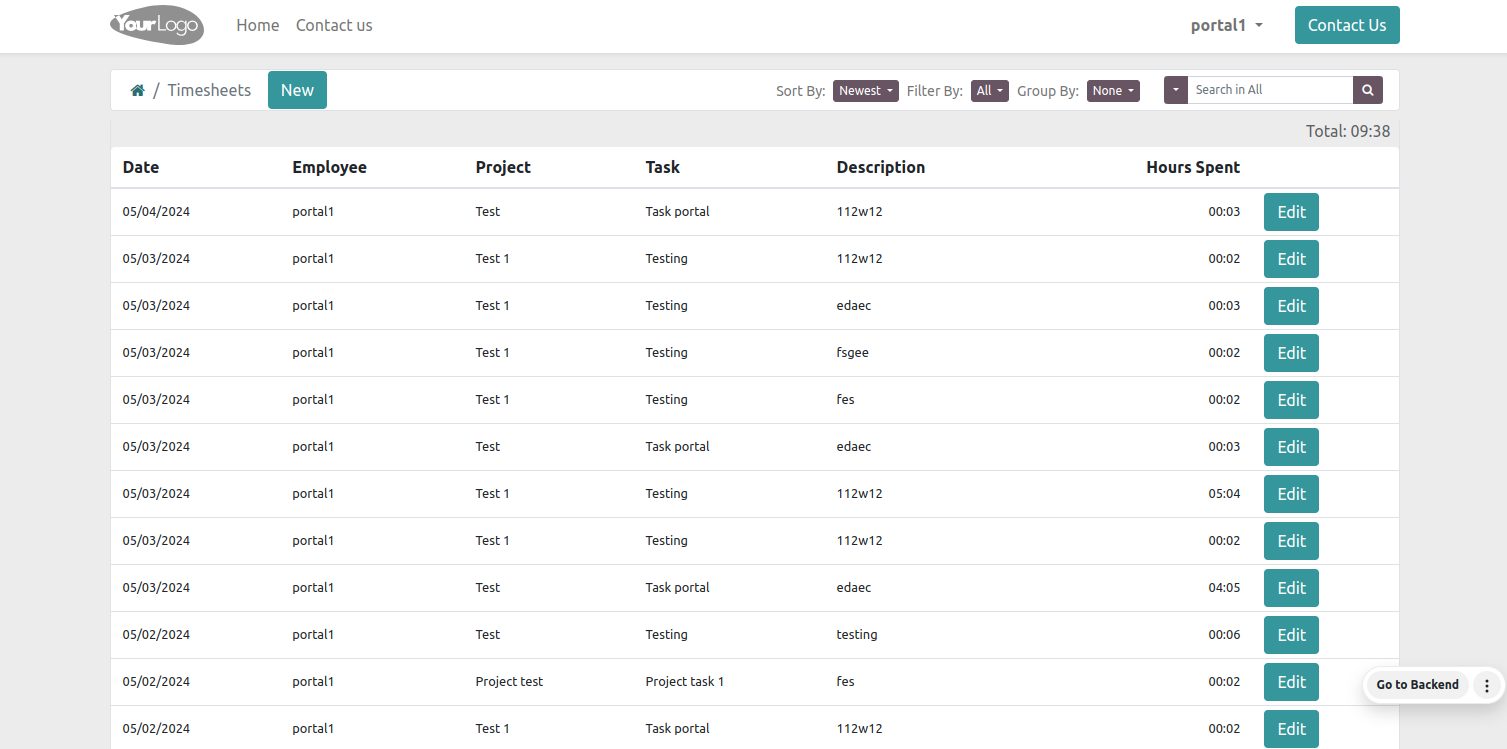 YourLogo Home Contact us portal1 Contact Us
/ Timesheets New Sort By: Newest Filter By: All Group By: None Search in All
Total: 09:38
Date Employee Project Task Description Hours Spent
05/04/2024 portal1 Test Task portal 112w12 00:03 Edit
05/03/2024 portal1 Test 1 Testing 112w12 00:02 Edit
05/03/2024 portal1 Test 1 Testing edaec 00:03 Edit
05/03/2024 portal1 Test 1 Testing fsgee 00:02 Edit
05/03/2024 portal1 Test 1 Testing fes 00:02 Edit
05/03/2024 portal1 Test Task portal edaec 00:03 Edit
05/03/2024 portal1 Test 1 Testing 112w12 05:04 Edit
05/03/2024 portal1 Test 1 Testing 112w12 00:02 Edit
05/03/2024 portal1 Test Task portal edaec 04:05 Edit
05/02/2024 portal1 Test Testing testing 00:06 Edit
05/02/2024 portal1 Project test Project task 1 fes 00:02 Edit
Go to Backend
05/02/2024 portal1 Test 1 Task portal 112w12 00:02 Edit